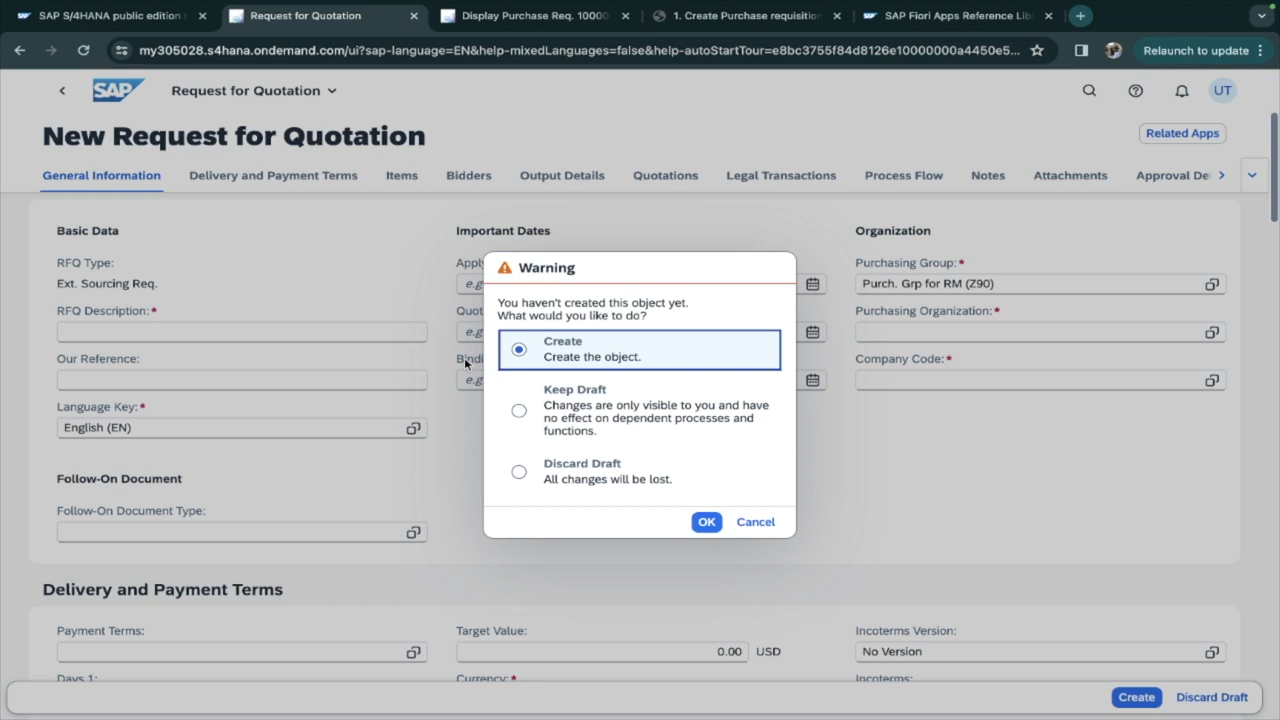 SAP S/4HANA public edition
Request for Quotation
Display Purchase Req. 10000
1. Create Purchase requisition
SAP Fiori Apps Reference Lib
my305028.s4hana.ondemand.com/ui?sap-language=EN&help-mixedLanguages=false&help-autoStartTour=e8bc3755f84d8126e10000000a4450e5...
Relaunch to update
SAP
Request for Quotation
UT
New Request for Quotation
Related Apps
General Information
Delivery and Payment Terms
Items
Bidders
Output Details
Quotations
Legal Transactions
Process Flow
Notes
Attachments
Approval De
Basic Data
Important Dates
Organization
RFQ Type:
Ext. Sourcing Req.
RFQ Description: *
Our Reference:
Language Key: *
English (EN)
Follow-On Document
Follow-On Document Type:
Appl
e.g
Quot
e.g
Bindi
e.g
Purchasing Group: *
Purch. Grp for RM (Z90)
Purchasing Organization: *
Company Code: *
Warning
You haven't created this object yet.
What would you like to do?
Create
Create the object.
Keep Draft
Changes are only visible to you and have
no effect on dependent processes and
functions.
Discard Draft
All changes will be lost.
OK
Cancel
Delivery and Payment Terms
Payment Terms:
Target Value:
0.00 USD
Incoterms Version:
No Version
Days 1:
Currency: *
Incoterms:
Create
Discard Draft